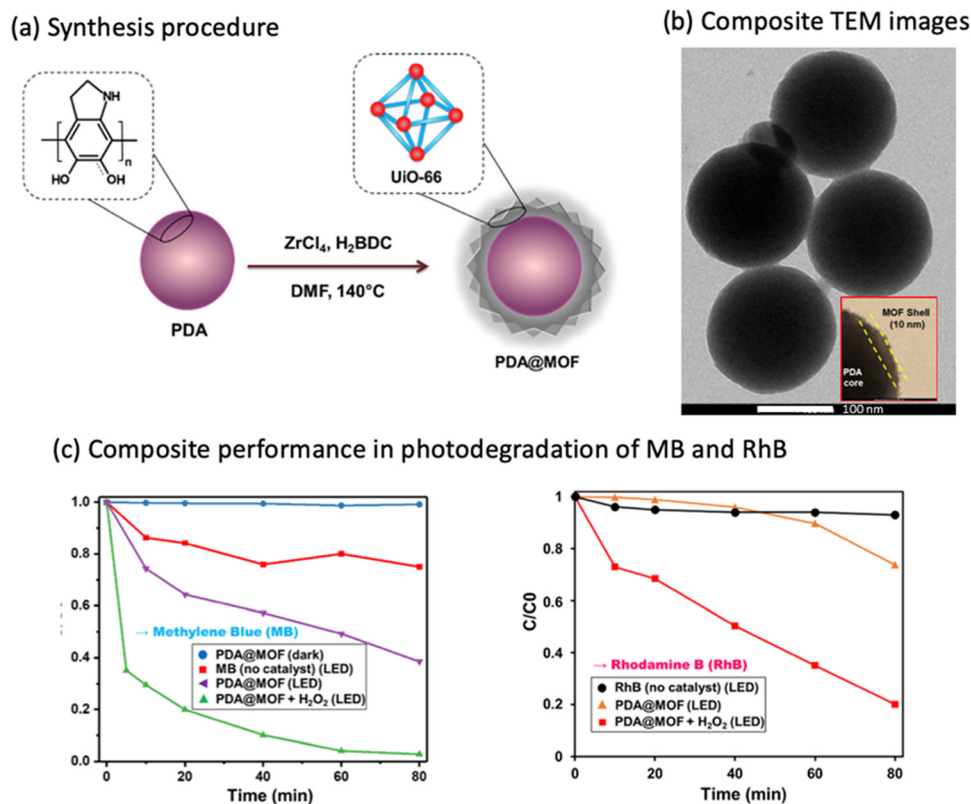 (a) Synthesis procedure
NH
n
HO
OH
PDA
ZrCl₄, H₂BDC
DMF, 140°C
UiO-66
PDA@MOF
(b) Composite TEM images
MOF Shell
(10 nm)
PDA
core
100 nm
(c) Composite performance in photodegradation of MB and RhB
1.0
0.8
0.6
0.4
0.2
0.0
→ Methylene Blue (MB)
PDA@MOF (dark)
MB (no catalyst) (LED)
PDA@MOF (LED)
PDA@MOF + H₂O₂ (LED)
0
20
40
60
80
Time (min)
C/C0
1
0.8
0.6
0.4
0.2
0
→ Rhodamine B (RhB)
RhB (no catalyst) (LED)
PDA@MOF (LED)
PDA@MOF + H₂O₂ (LED)
0
20
40
60
80
Time (min)